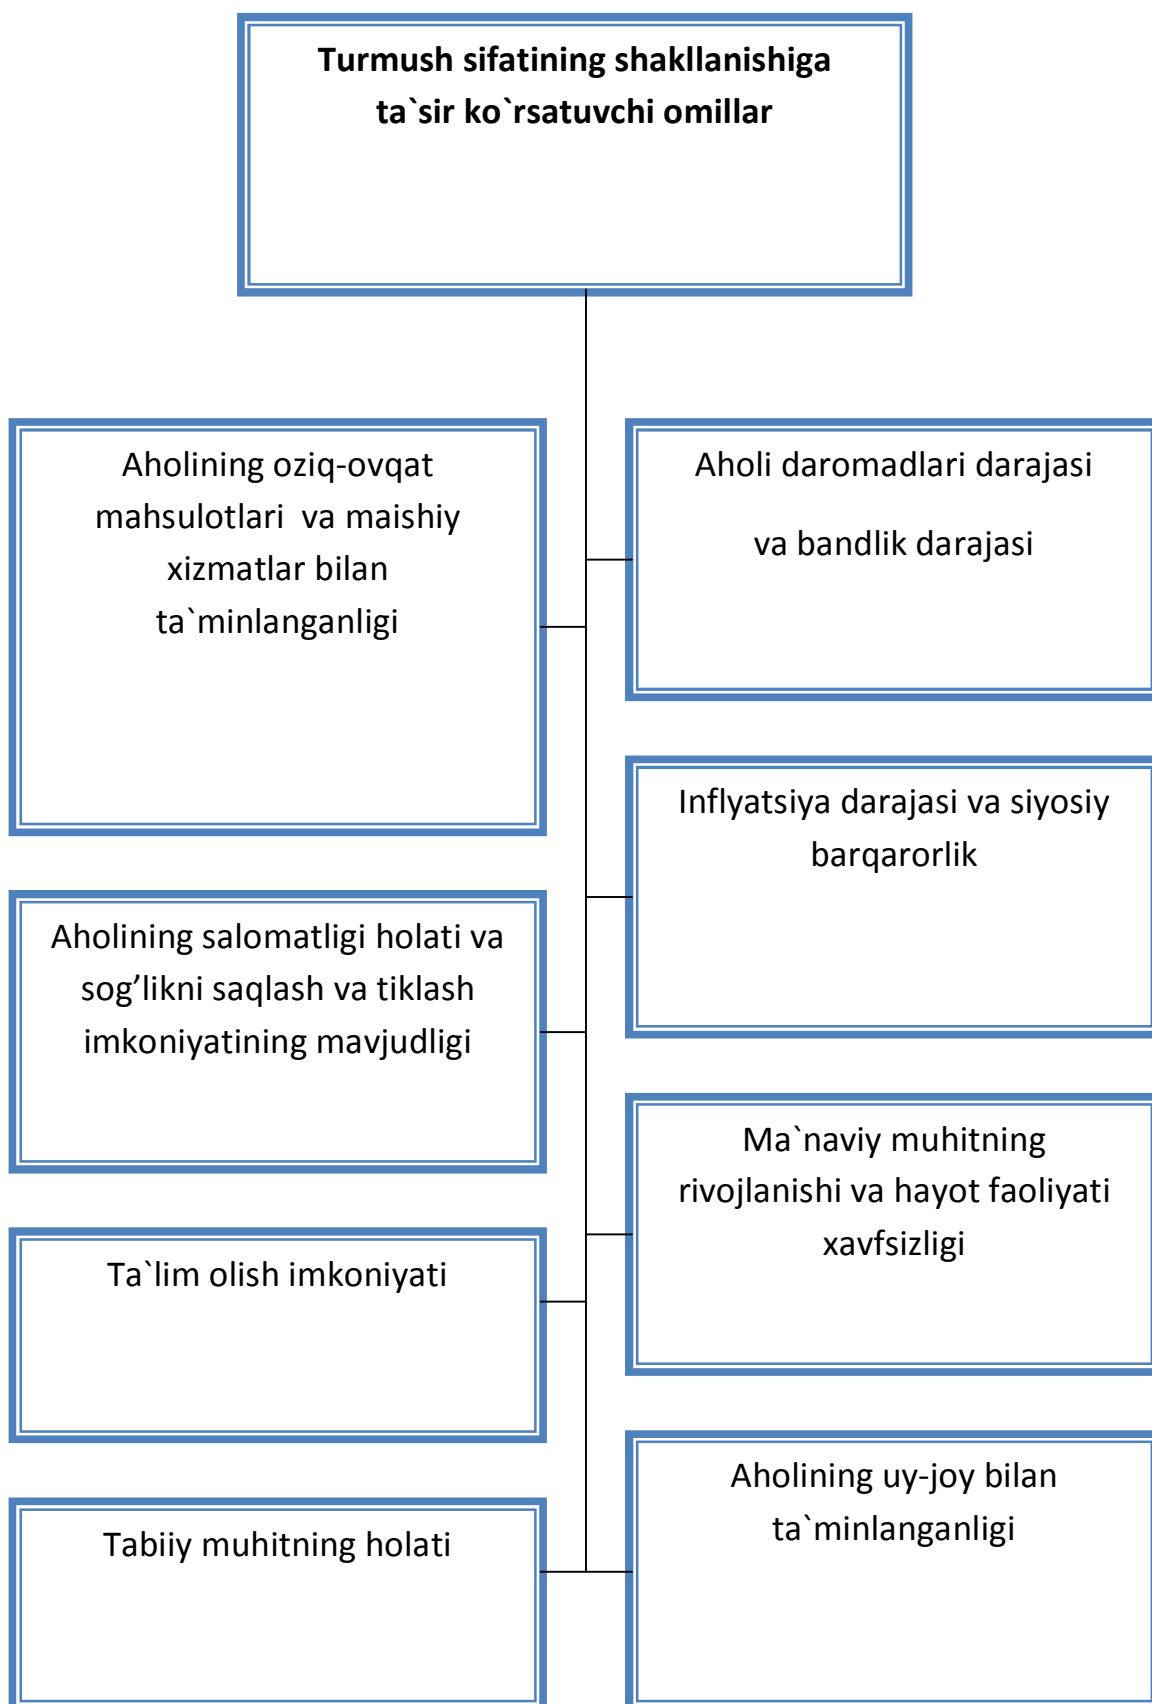 Turmush sifatining shakllanishiga
ta`sir ko`rsatuvchi omillar
Aholining oziq-ovqat
mahsulotlari va maishiy
xizmatlar bilan
ta`minlanganligi
Aholi daromadlari darajasi
va bandlik darajasi
Inflyatsiya darajasi va siyosiy
barqarorlik
Aholining salomatligi holati va
sog’likni saqlash va tiklash
imkoniyatining mavjudligi
Ma`naviy muhitning
rivojlanishi va hayot faoliyati
xavfsizligi
Ta`lim olish imkoniyati
Aholining uy-joy bilan
ta`minlanganligi
Tabiiy muhitning holati